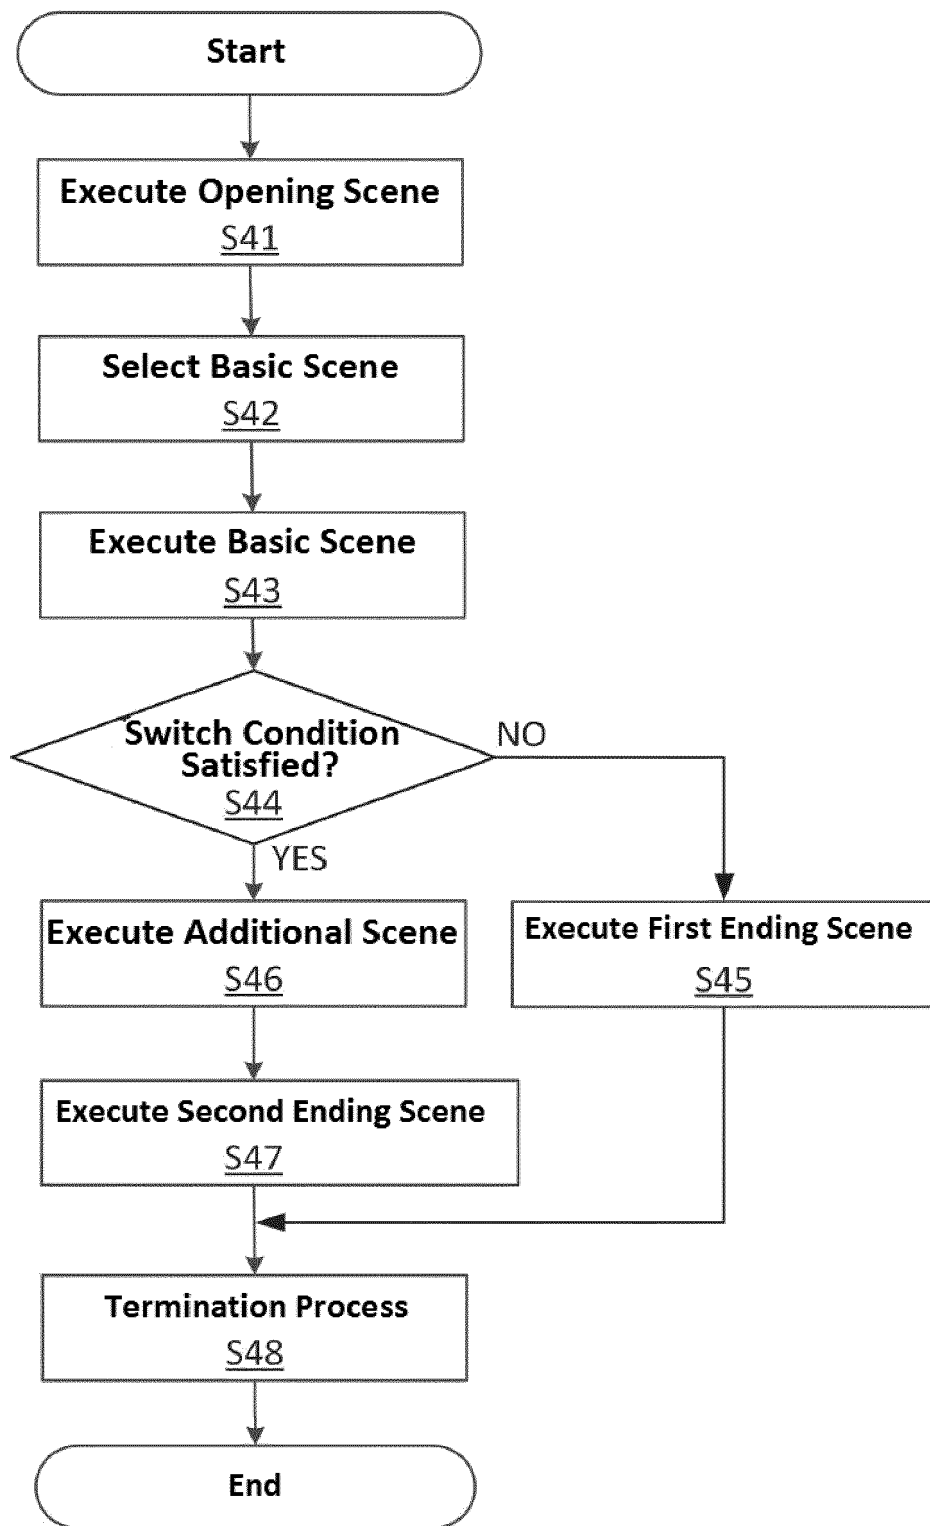 Start
Execute Opening Scene
S41
Select Basic Scene
S42
Execute Basic Scene
S43
Switch Condition
Satisfied?
S44
NO
YES
Execute Additional Scene
S46
Execute First Ending Scene
S45
Execute Second Ending Scene
S47
Termination Process
S48
End